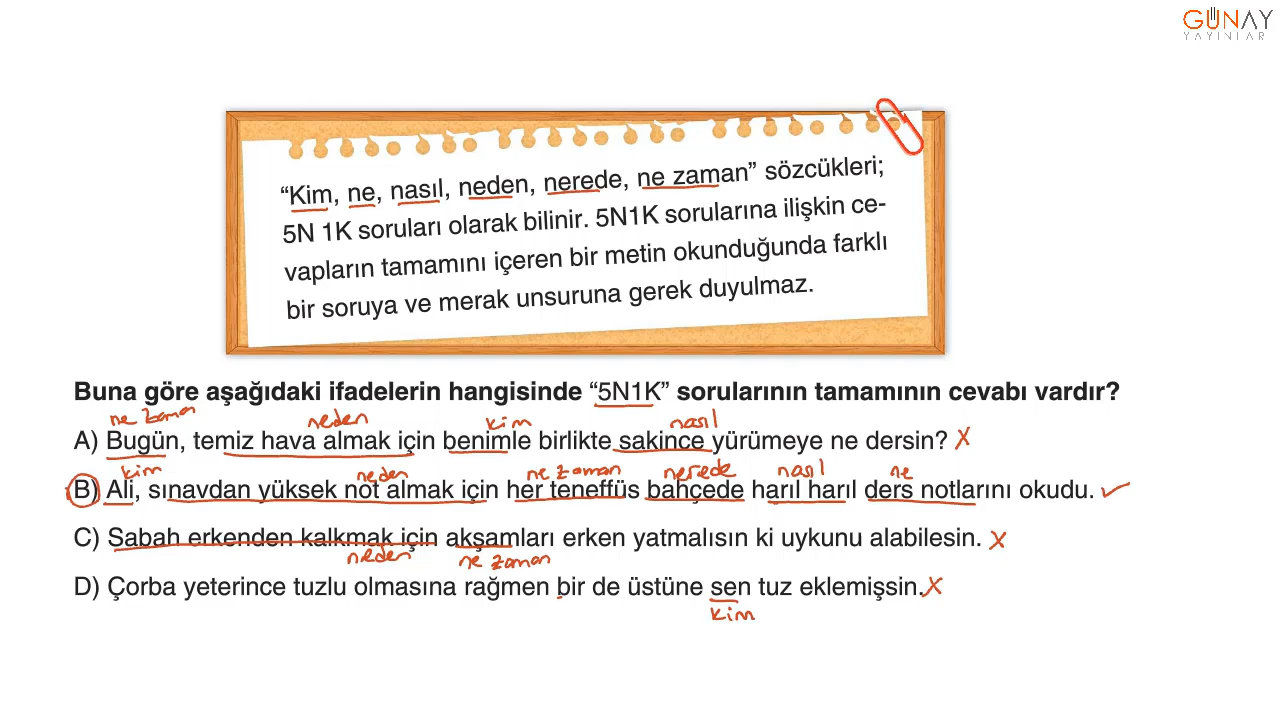 GÜNAY
YAYINLAR
“Kim, ne, nasıl, neden, nerede, ne zaman” sözcükleri;
5N 1K soruları olarak bilinir. 5N1K sorularına ilişkin ce-
vapların tamamını içeren bir metin okunduğunda farklı
bir soruya ve merak unsuruna gerek duyulmaz.
Buna göre aşağıdaki ifadelerin hangisinde “5N1K” sorularının tamamının cevabı vardır?
ne zaman neden kim nasıl
A) Bugün, temiz hava almak için benimle birlikte sakince yürümeye ne dersin? X
kim neden ne zaman nerede nasıl ne
B) Ali, sınavdan yüksek not almak için her teneffüs bahçede harıl harıl ders notlarını okudu. ✓
C) Sabah erkenden kalkmak için akşamları erken yatmalısın ki uykunu alabilesin. X
neden ne zaman
D) Çorba yeterince tuzlu olmasına rağmen bir de üstüne sen tuz eklemişsin. X
kim